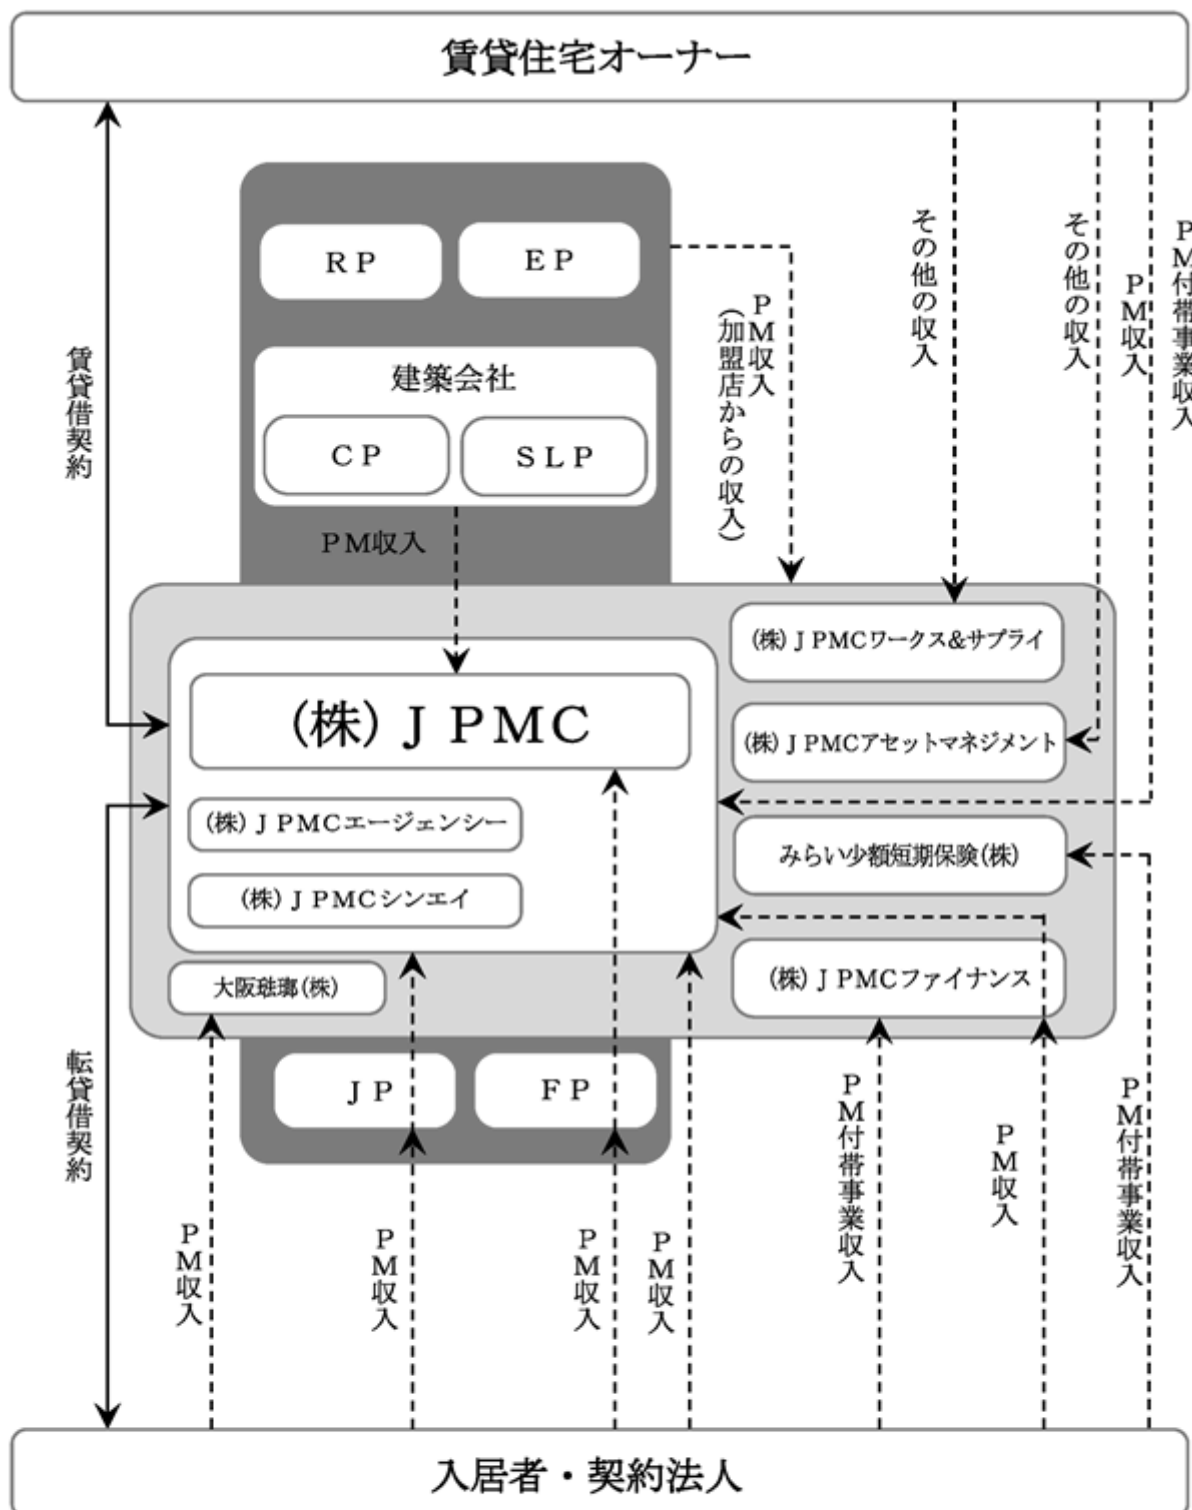 賃貸住宅オーナー
RP
EP
建築会社
CP
SLP
PM収入
賃貸借契約
PM収入
(加盟店からの収入)
その他の収入
その他の収入
PM収入
PM付帯事業収入
(株)JPMC
(株)JPMCエージェンシー
(株)JPMCシンエイ
大阪琺瑯(株)
(株)JPMCワークス&サプライ
(株)JPMCアセットマネジメント
みらい少額短期保険(株)
(株)JPMCファイナンス
JP
FP
転貸借契約
PM収入
PM収入
PM収入
PM収入
PM付帯事業収入
PM収入
PM付帯事業収入
入居者・契約法人